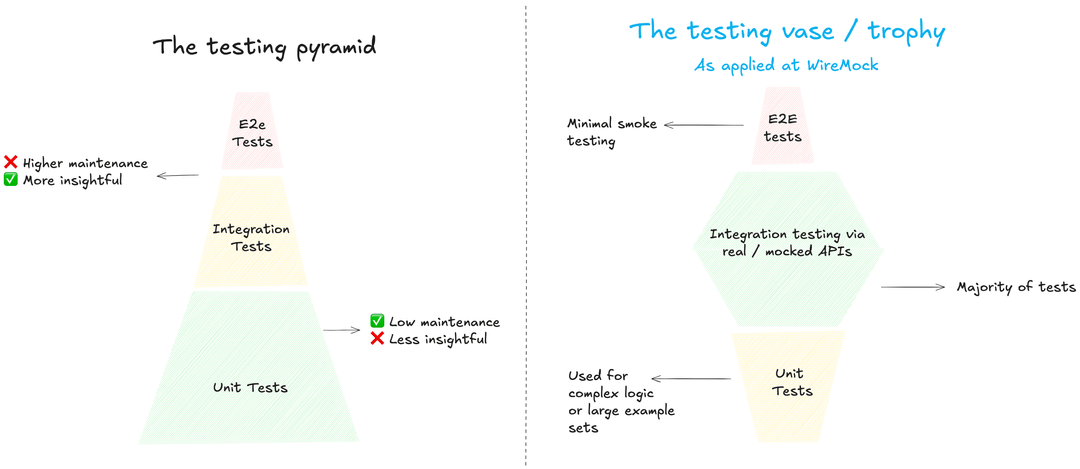 The testing pyramid
E2e
Tests
❌ Higher maintenance
✅ More insightful
Integration
Tests
✅ Low maintenance
❌ Less insightful
Unit Tests
The testing vase / trophy
As applied at WireMock
Minimal smoke
testing
E2E
tests
Integration testing via
real / mocked APIs
Majority of tests
Used for
complex logic
or large example
sets
Unit
Tests